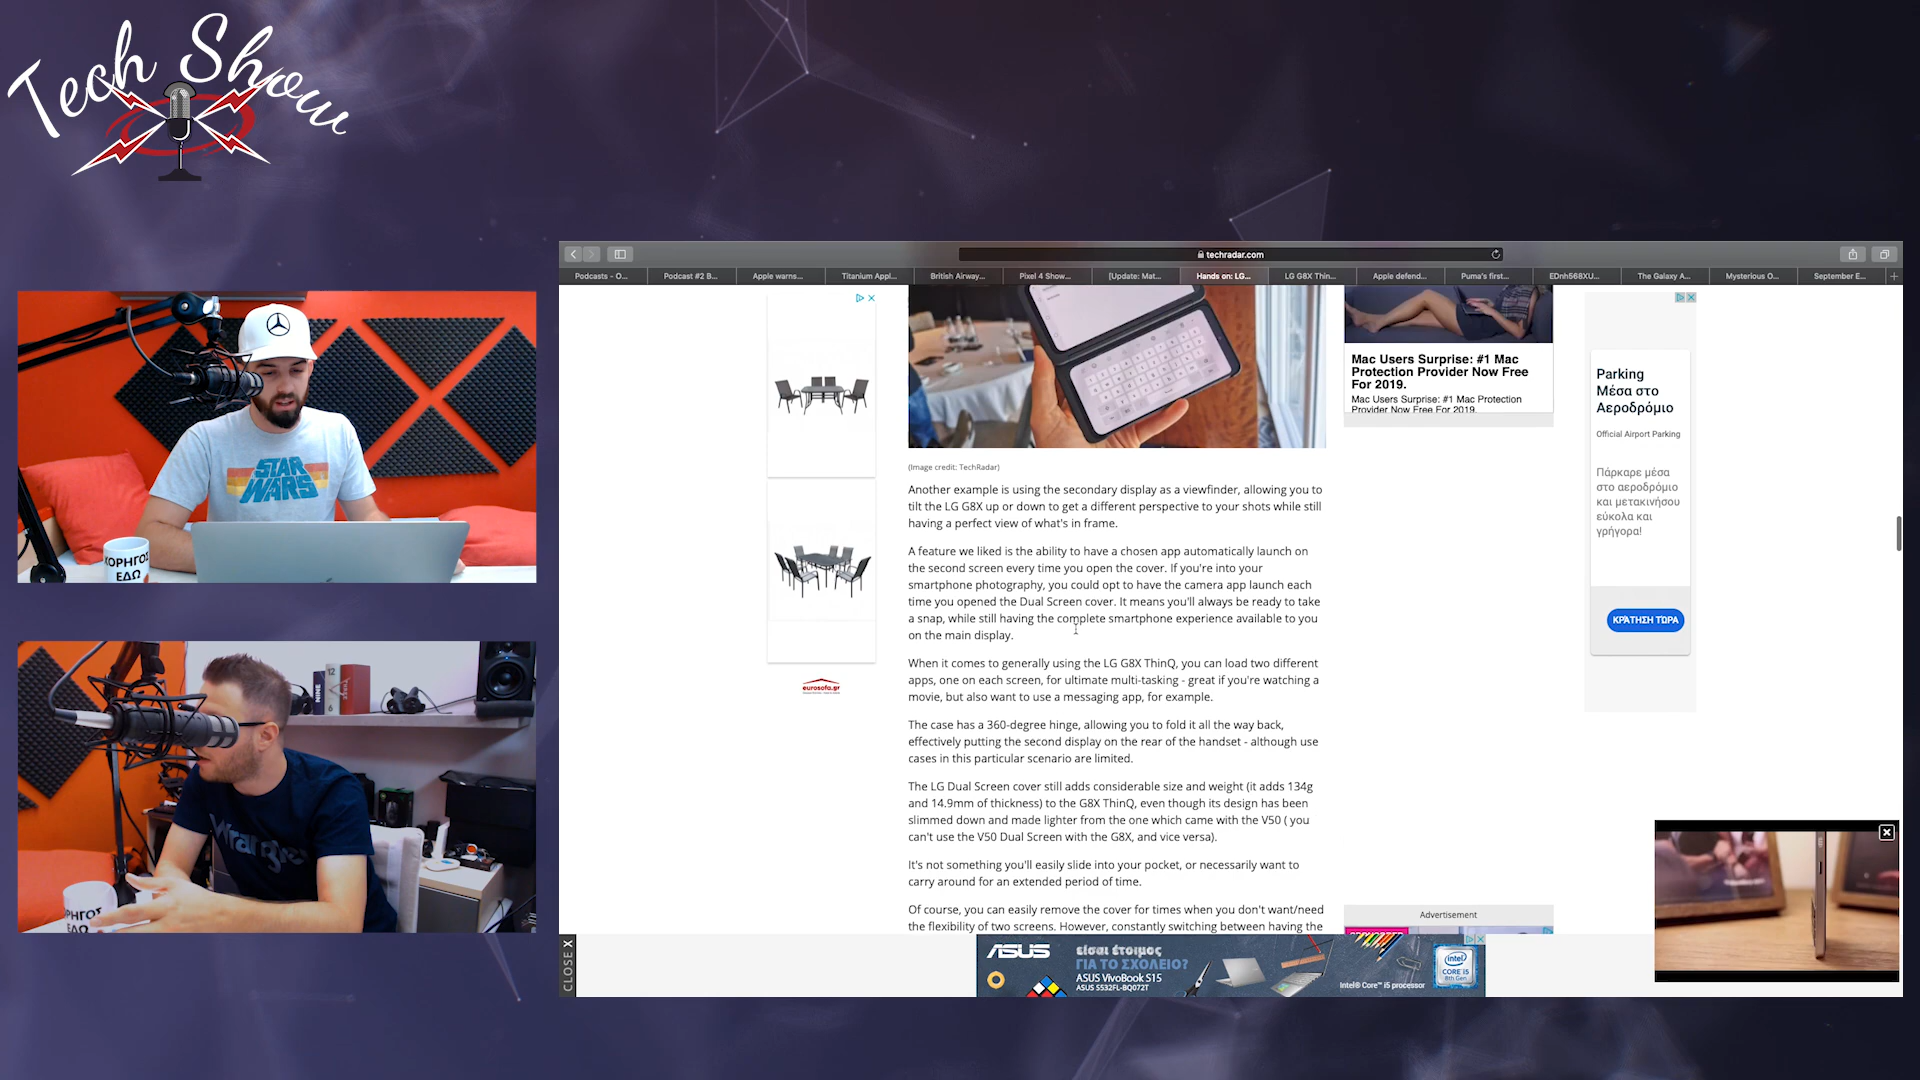 Tech Show
techradar.com
Podcasts - O...
Podcast #2 B...
Apple warns...
Titanium Appl...
British Airway...
Pixel 4 Show...
[Update: Mat...
Hands on: LG...
LG G8X Thin...
Apple defend...
Puma's first...
EDnh568XU...
The Galaxy A...
Mysterious O...
September E...
STAR
WARS
ΧΟΡΗΓΟΣ
ΕΔΩ
NINE
12
6
Wrangler
ΟΡΗΓΟΣ
ΕΔΩ
eurosofa.gr
(Image credit: TechRadar)
Another example is using the secondary display as a viewfinder, allowing you to
tilt the LG G8X up or down to get a different perspective to your shots while still
having a perfect view of what's in frame.
A feature we liked is the ability to have a chosen app automatically launch on
the second screen every time you open the cover. If you're into your
smartphone photography, you could opt to have the camera app launch each
time you opened the Dual Screen cover. It means you'll always be ready to take
a snap, while still having the complete smartphone experience available to you
on the main display.
When it comes to generally using the LG G8X ThinQ, you can load two different
apps, one on each screen, for ultimate multi-tasking - great if you're watching a
movie, but also want to use a messaging app, for example.
The case has a 360-degree hinge, allowing you to fold it all the way back,
effectively putting the second display on the rear of the handset - although use
cases in this particular scenario are limited.
The LG Dual Screen cover still adds considerable size and weight (it adds 134g
and 14.9mm of thickness) to the G8X ThinQ, even though its design has been
slimmed down and made lighter from the one which came with the V50 ( you
can't use the V50 Dual Screen with the G8X, and vice versa).
It's not something you'll easily slide into your pocket, or necessarily want to
carry around for an extended period of time.
Of course, you can easily remove the cover for times when you don't want/need
the flexibility of two screens. However, constantly switching between having the
Mac Users Surprise: #1 Mac
Protection Provider Now Free
For 2019.
Mac Users Surprise: #1 Mac Protection
Provider Now Free For 2019.
Advertisement
Parking
Μέσα στο
Αεροδρόμιο
Official Airport Parking
Πάρκαρε μέσα
στο αεροδρόμιο
και μετακινήσου
εύκολα και
γρήγορα!
ΚΡΑΤΗΣΗ ΤΩΡΑ
CLOSE X
ASUS
είσαι έτοιμος
ΓΙΑ ΤΟ ΣΧΟΛΕΙΟ?
ASUS VivoBook S15
ASUS S532FL-BQ072T
Intel® Core™ i5 processor
intel
CORE i5
8th Gen